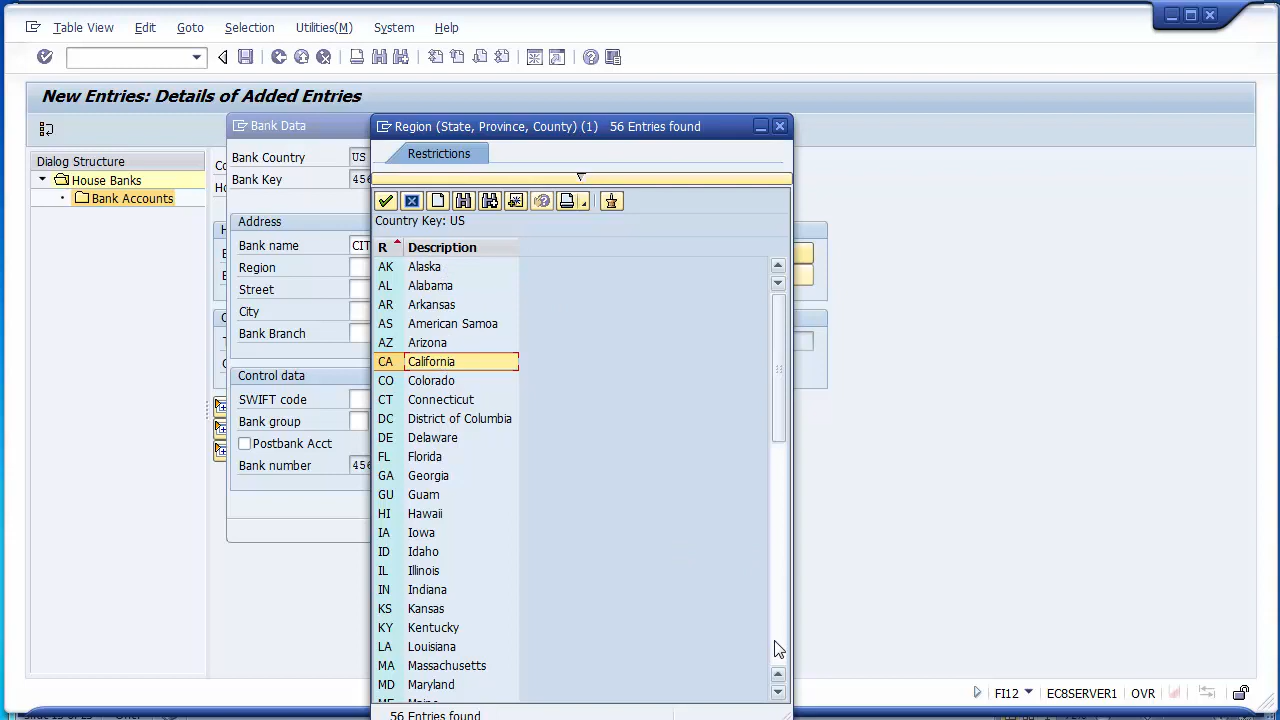 Table View Edit Goto Selection Utilities(M) System Help
New Entries: Details of Added Entries
Dialog Structure
House Banks
Bank Accounts
Bank Data
Bank Country US
Bank Key 456
Address
Bank name CIT
Region
Street
City
Bank Branch
Control data
SWIFT code
Bank group
Postbank Acct
Bank number 456
Region (State, Province, County) (1) 56 Entries found
Restrictions
Country Key: US
R Description
AK Alaska
AL Alabama
AR Arkansas
AS American Samoa
AZ Arizona
CA California
CO Colorado
CT Connecticut
DC District of Columbia
DE Delaware
FL Florida
GA Georgia
GU Guam
HI Hawaii
IA Iowa
ID Idaho
IL Illinois
IN Indiana
KS Kansas
KY Kentucky
LA Louisiana
MA Massachusetts
MD Maryland
56 Entries found
FI12 EC8SERVER1 OVR